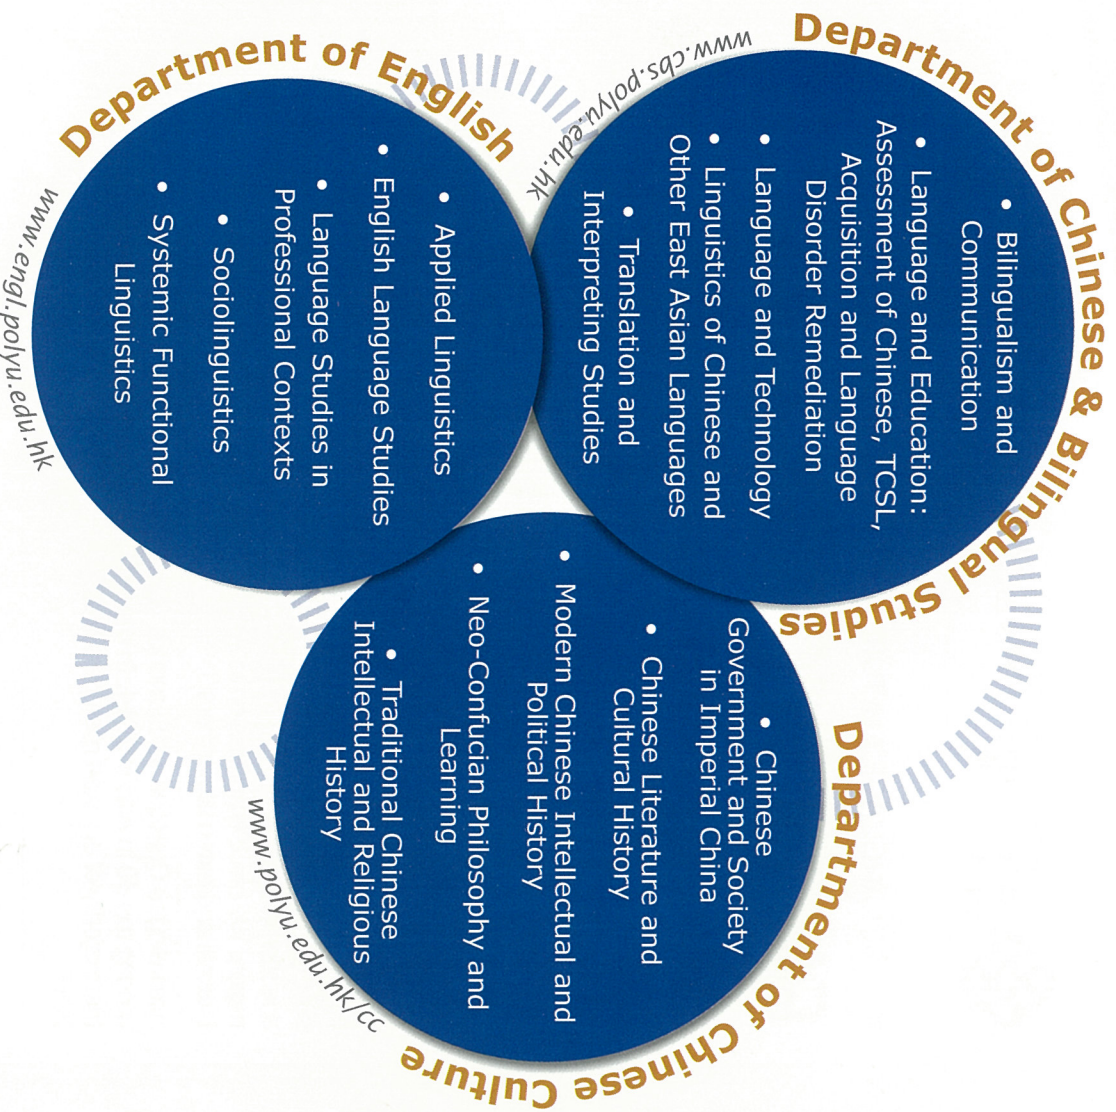 Department of Chinese & Bilingual Studies
• Bilingualism and
Communication
• Language and Education:
Assessment of Chinese, TCSL,
Acquisition and Language
Disorder Remediation
• Language and Technology
• Linguistics of Chinese and
Other East Asian Languages
• Translation and
Interpreting Studies
www.cbs.polyu.edu.hk
Department of English
• Applied Linguistics
• English Language Studies
• Language Studies in
Professional Contexts
• Sociolinguistics
• Systemic Functional
Linguistics
www.engl.polyu.edu.hk
Department of Chinese Culture
• Chinese
Government and Society
in Imperial China
• Chinese Literature and
Cultural History
• Modern Chinese Intellectual and
Political History
• Neo-Confucian Philosophy and
Learning
• Traditional Chinese
Intellectual and Religious
History
www.polyu.edu.hk/cc